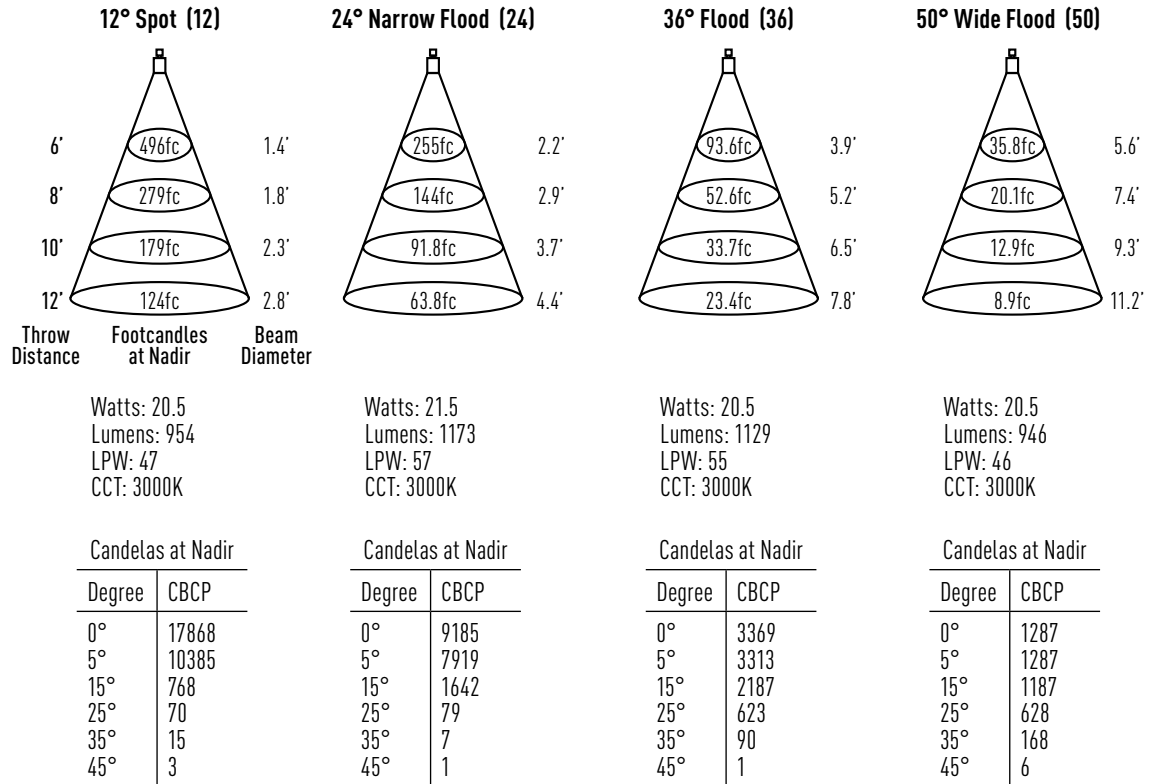 12° Spot (12)
24° Narrow Flood (24)
36° Flood (36)
50° Wide Flood (50)
6' 496fc 1.4' 255fc 2.2' 93.6fc 3.9' 35.8fc 5.6'
8' 279fc 1.8' 144fc 2.9' 52.6fc 5.2' 20.1fc 7.4'
10' 179fc 2.3' 91.8fc 3.7' 33.7fc 6.5' 12.9fc 9.3'
12' 124fc 2.8' 63.8fc 4.4' 23.4fc 7.8' 8.9fc 11.2'
Throw
Distance
Footcandles
at Nadir
Beam
Diameter
Watts: 20.5
Lumens: 954
LPW: 47
CCT: 3000K
Watts: 21.5
Lumens: 1173
LPW: 57
CCT: 3000K
Watts: 20.5
Lumens: 1129
LPW: 55
CCT: 3000K
Watts: 20.5
Lumens: 946
LPW: 46
CCT: 3000K
Candelas at Nadir
Degree CBCP
0° 17868
5° 10385
15° 768
25° 70
35° 15
45° 3
Candelas at Nadir
Degree CBCP
0° 9185
5° 7919
15° 1642
25° 79
35° 7
45° 1
Candelas at Nadir
Degree CBCP
0° 3369
5° 3313
15° 2187
25° 623
35° 90
45° 1
Candelas at Nadir
Degree CBCP
0° 1287
5° 1287
15° 1187
25° 628
35° 168
45° 6